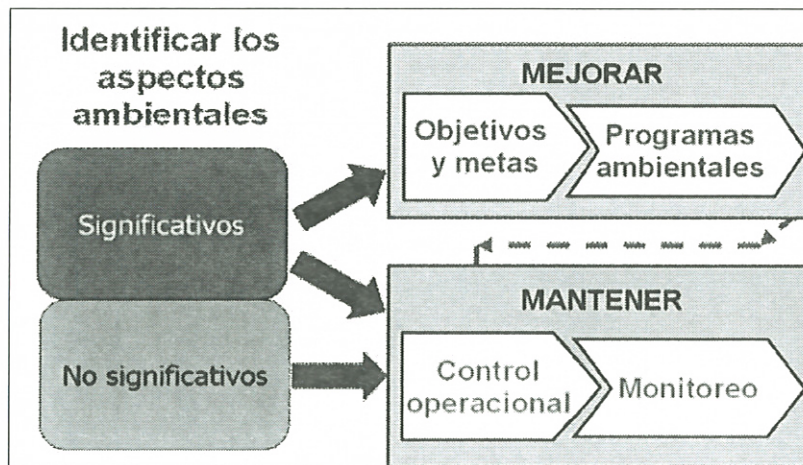 Identificar los
aspectos
ambientales
Significativos
No significativos
MEJORAR
Objetivos
y metas
Programas
ambientales
MANTENER
Control
operacional
Monitoreo